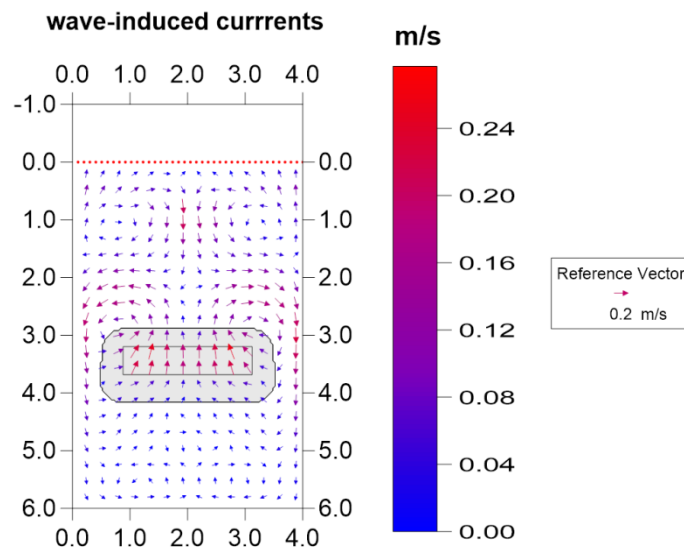 wave-induced currrents
m/s
0.0 1.0 2.0 3.0 4.0
-1.0
0.0 0.0
1.0 1.0
2.0 2.0
3.0 3.0
4.0 4.0
5.0 5.0
6.0 6.0
0.0 1.0 2.0 3.0 4.0
0.24
0.20
0.16
0.12
0.08
0.04
0.00
Reference Vector
0.2 m/s